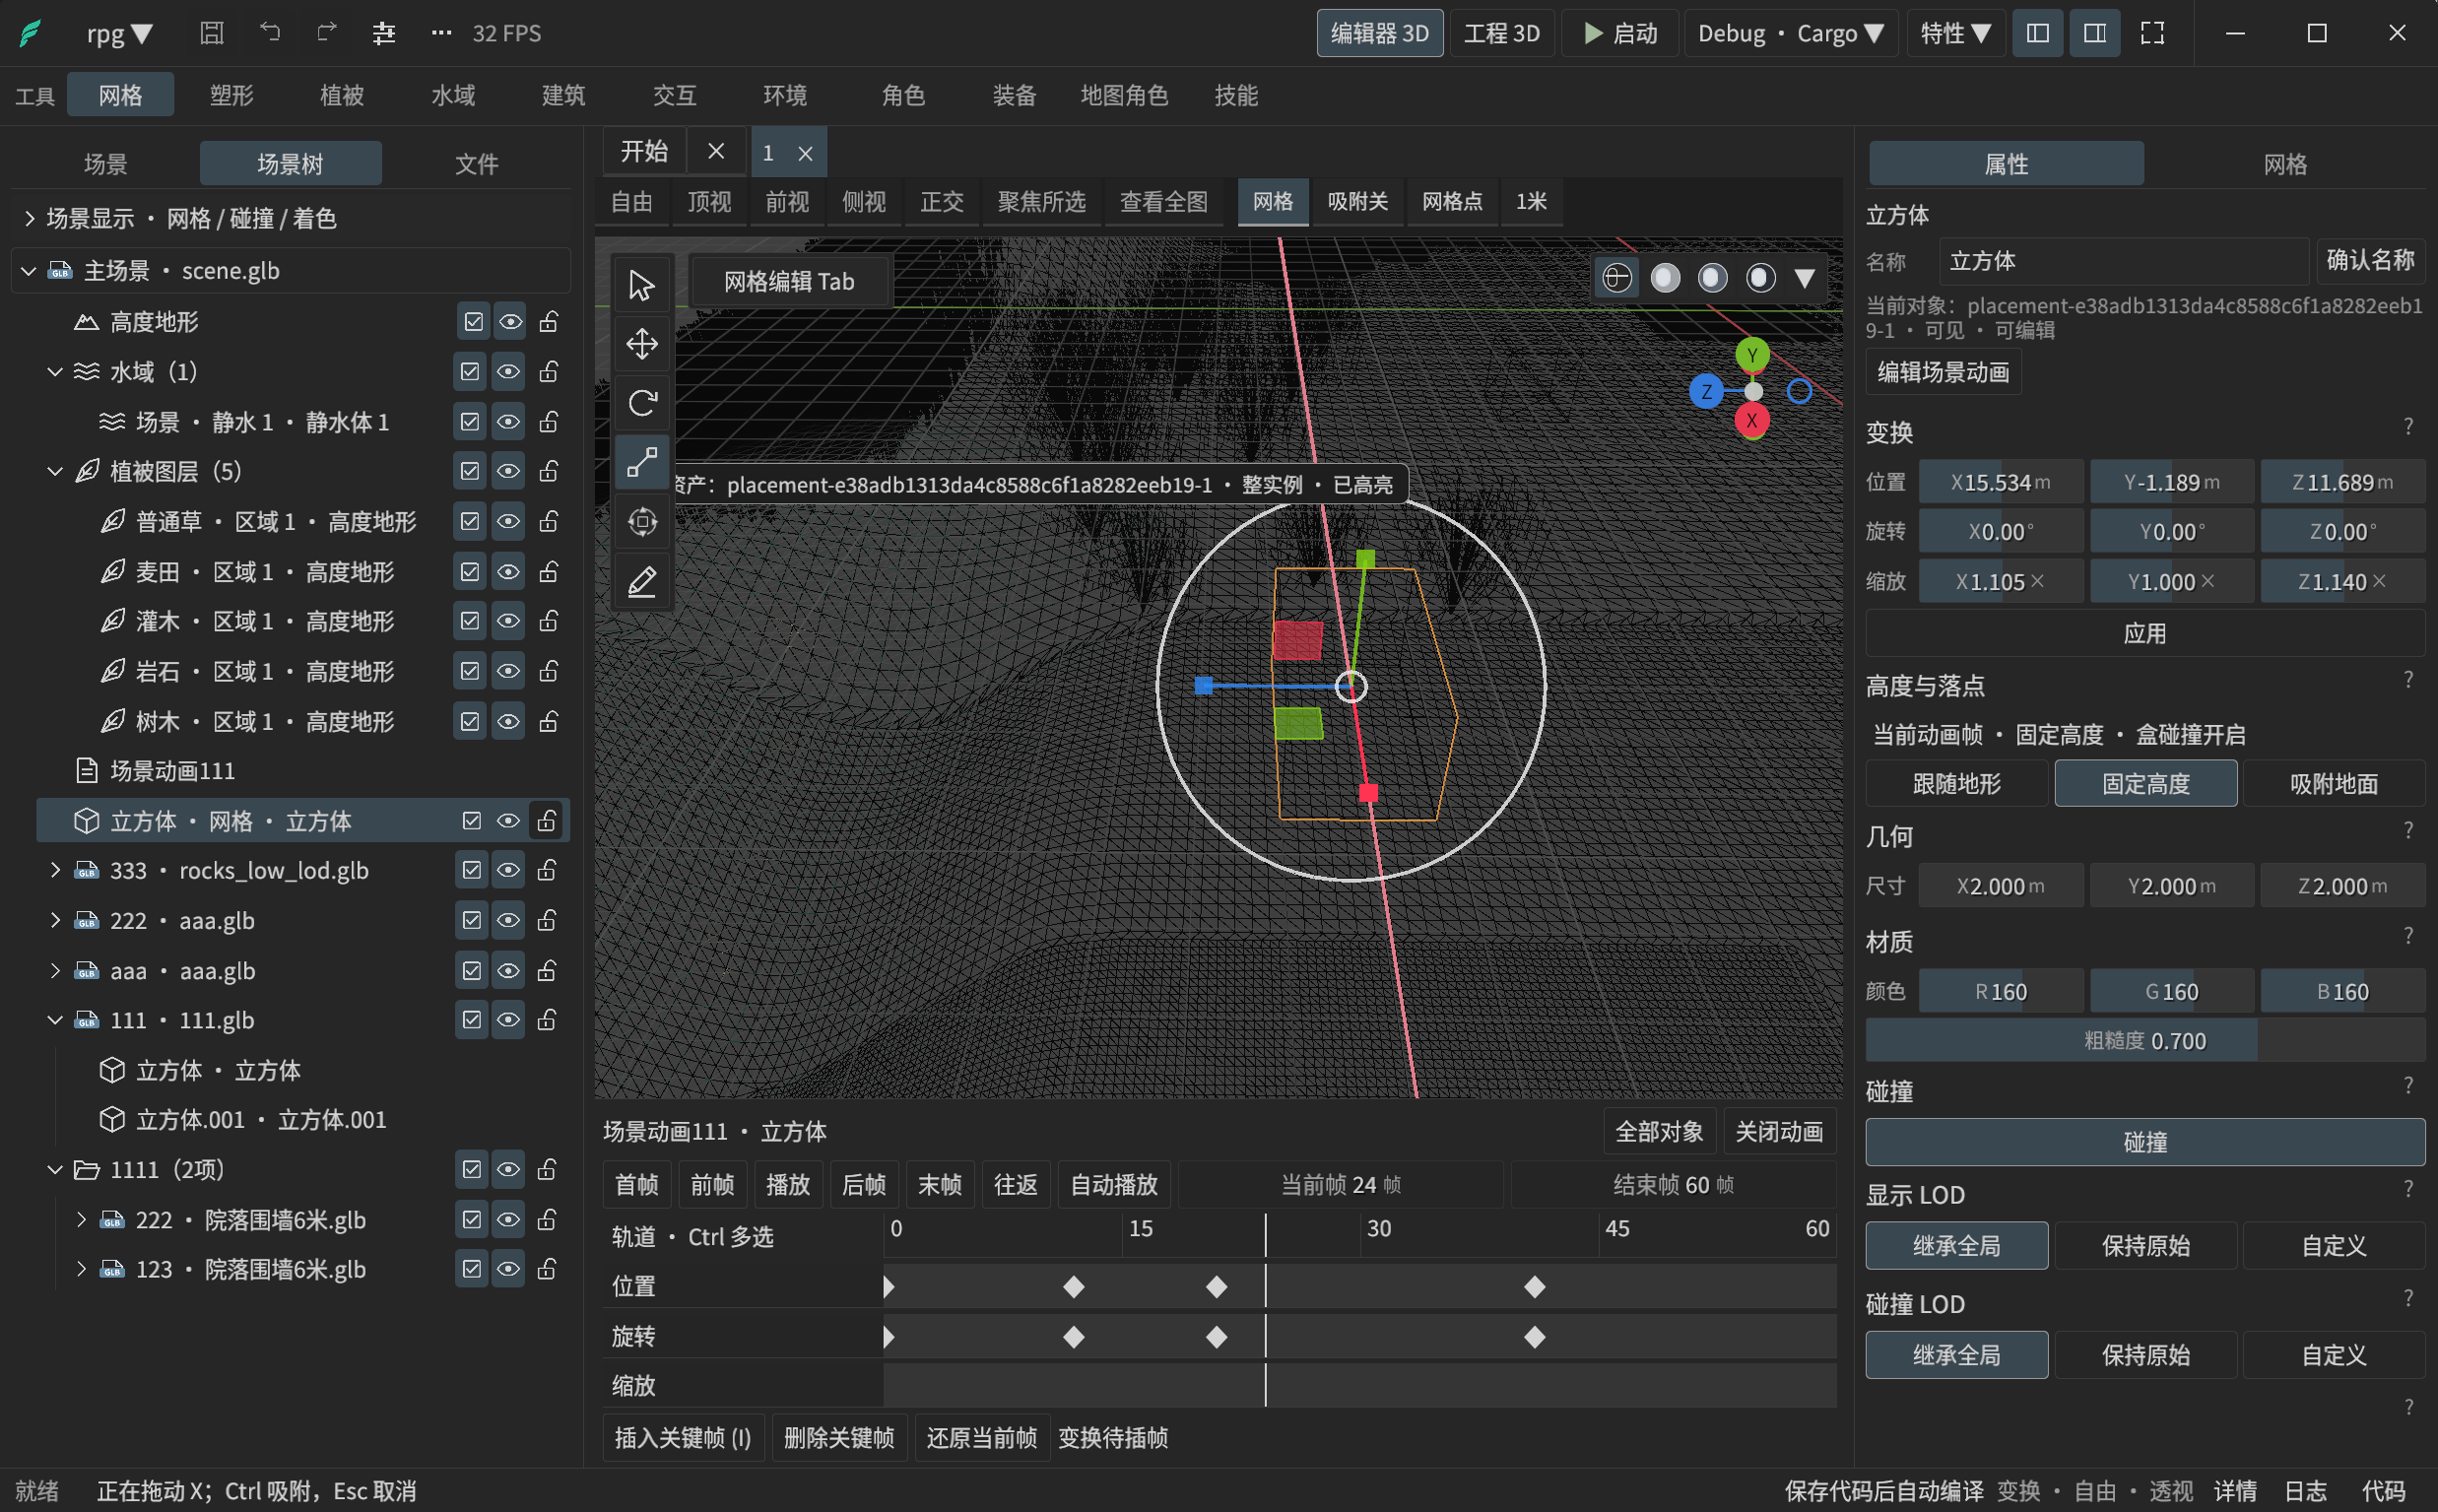 rpg ▼ ··· 32 FPS 编辑器 3D 工程 3D 启动 Debug • Cargo ▼ 特性 ▼
工具 网格 塑形 植被 水域 建筑 交互 环境 角色 装备 地图角色 技能
场景 场景树 文件
场景显示 • 网格 / 碰撞 / 着色
主场景 • scene.glb
高度地形
水域（1）
场景 • 静水 1 • 静水体 1
植被图层（5）
普通草 • 区域 1 • 高度地形
麦田 • 区域 1 • 高度地形
灌木 • 区域 1 • 高度地形
岩石 • 区域 1 • 高度地形
树木 • 区域 1 • 高度地形
场景动画111
立方体 • 网格 • 立方体
333 • rocks_low_lod.glb
222 • aaa.glb
aaa • aaa.glb
111 • 111.glb
立方体 • 立方体
立方体.001 • 立方体.001
1111（2项）
222 • 院落围墙6米.glb
123 • 院落围墙6米.glb
开始 1
自由 顶视 前视 侧视 正交 聚焦所选 查看全图 网格 吸附关 网格点 1米
网格编辑 Tab
Y
Z
X
资产：placement-e38adb1313da4c8588c6f1a8282eeb19-1 • 整实例 • 已高亮
场景动画111 • 立方体 全部对象 关闭动画
首帧 前帧 播放 后帧 末帧 往返 自动播放 当前帧 24 帧 结束帧 60 帧
轨道 • Ctrl 多选 0 15 30 45 60
位置
旋转
缩放
插入关键帧 (I) 删除关键帧 还原当前帧 变换待插帧
属性 网格
立方体
名称 立方体 确认名称
当前对象：placement-e38adb1313da4c8588c6f1a8282eeb1
9-1 • 可见 • 可编辑
编辑场景动画
变换 ?
位置 X 15.534 m Y -1.189 m Z 11.689 m
旋转 X 0.00 ° Y 0.00 ° Z 0.00 °
缩放 X 1.105 × Y 1.000 × Z 1.140 ×
应用
高度与落点 ?
当前动画帧 • 固定高度 • 盒碰撞开启
跟随地形 固定高度 吸附地面
几何 ?
尺寸 X 2.000 m Y 2.000 m Z 2.000 m
材质 ?
颜色 R 160 G 160 B 160
粗糙度 0.700
碰撞 ?
碰撞
显示 LOD ?
继承全局 保持原始 自定义
碰撞 LOD ?
继承全局 保持原始 自定义
?
就绪 正在拖动 X；Ctrl 吸附，Esc 取消 保存代码后自动编译 变换 • 自由 • 透视 详情 日志 代码